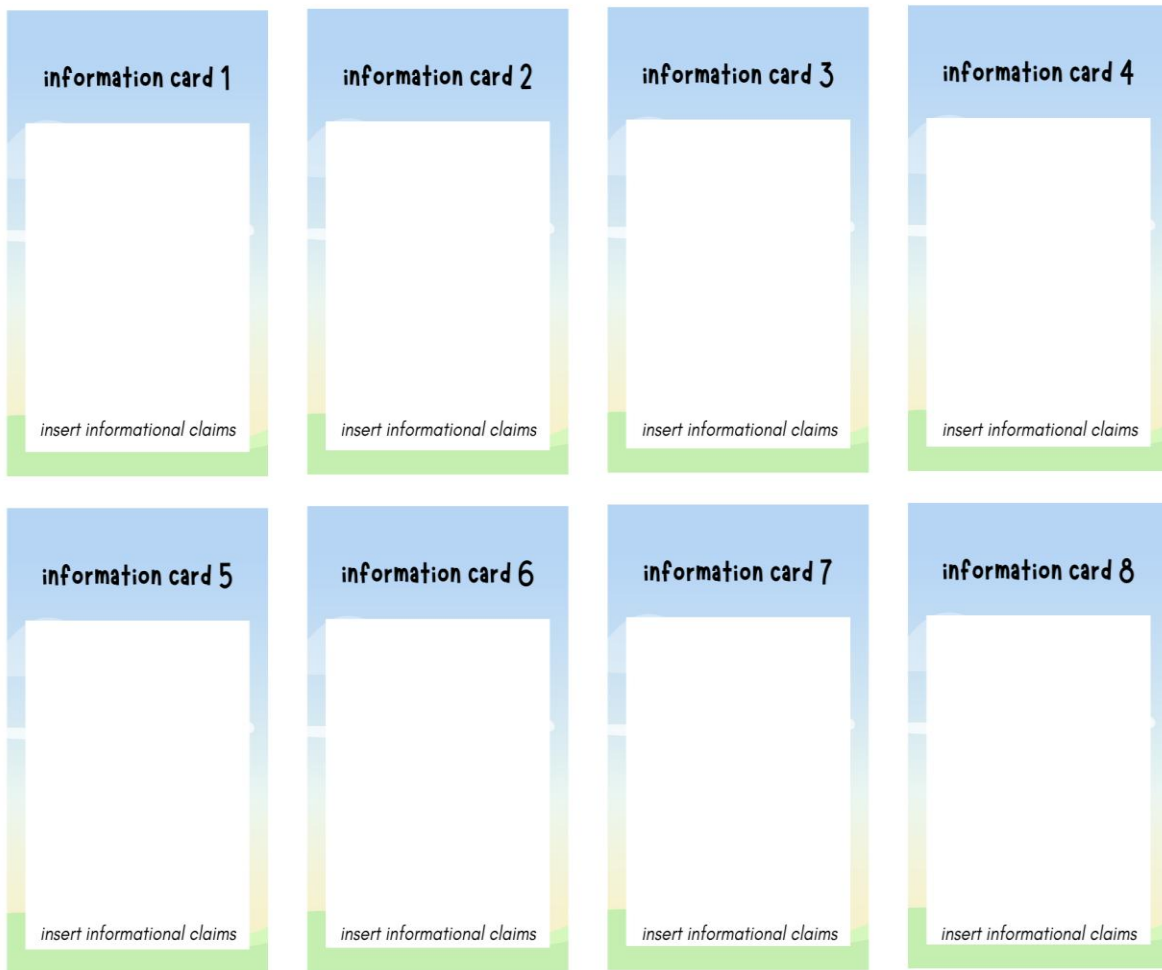 information card 1
information card 2
information card 3
information card 4
insert informational claims
insert informational claims
insert informational claims
insert informational claims
information card 5
information card 6
information card 7
information card 8
insert informational claims
insert informational claims
insert informational claims
insert informational claims